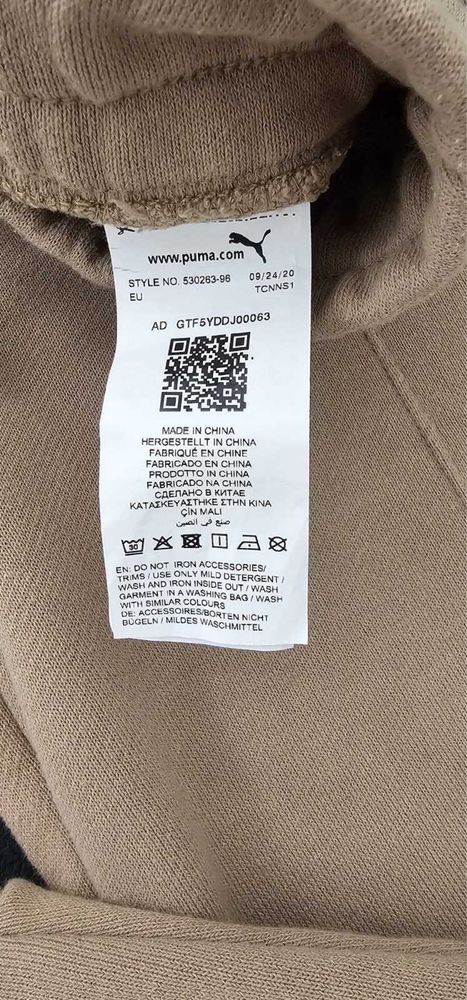 www.puma.com
STYLE NO. 530263-96 09/24/20
EU TCNNS1
AD GTF5YDDJ00063
MADE IN CHINA
HERGESTELLT IN CHINA
FABRIQUÉ EN CHINE
FABRICADO EN CHINA
PRODOTTO IN CHINA
FABRICADO NA CHINA
СДЕЛАНО В КИТАЕ
ΚΑΤΑΣΚΕΥΑΣΤΗΚΕ ΣΤΗΝ ΚΙΝΑ
ÇİN MALI
صنع في الصين
30
EN: DO NOT IRON ACCESSORIES/
TRIMS / USE ONLY MILD DETERGENT /
WASH AND IRON INSIDE OUT / WASH
GARMENT IN A WASHING BAG / WASH
WITH SIMILAR COLOURS
DE: ACCESSOIRES/BORTEN NICHT
BÜGELN / MILDES WASCHMITTEL